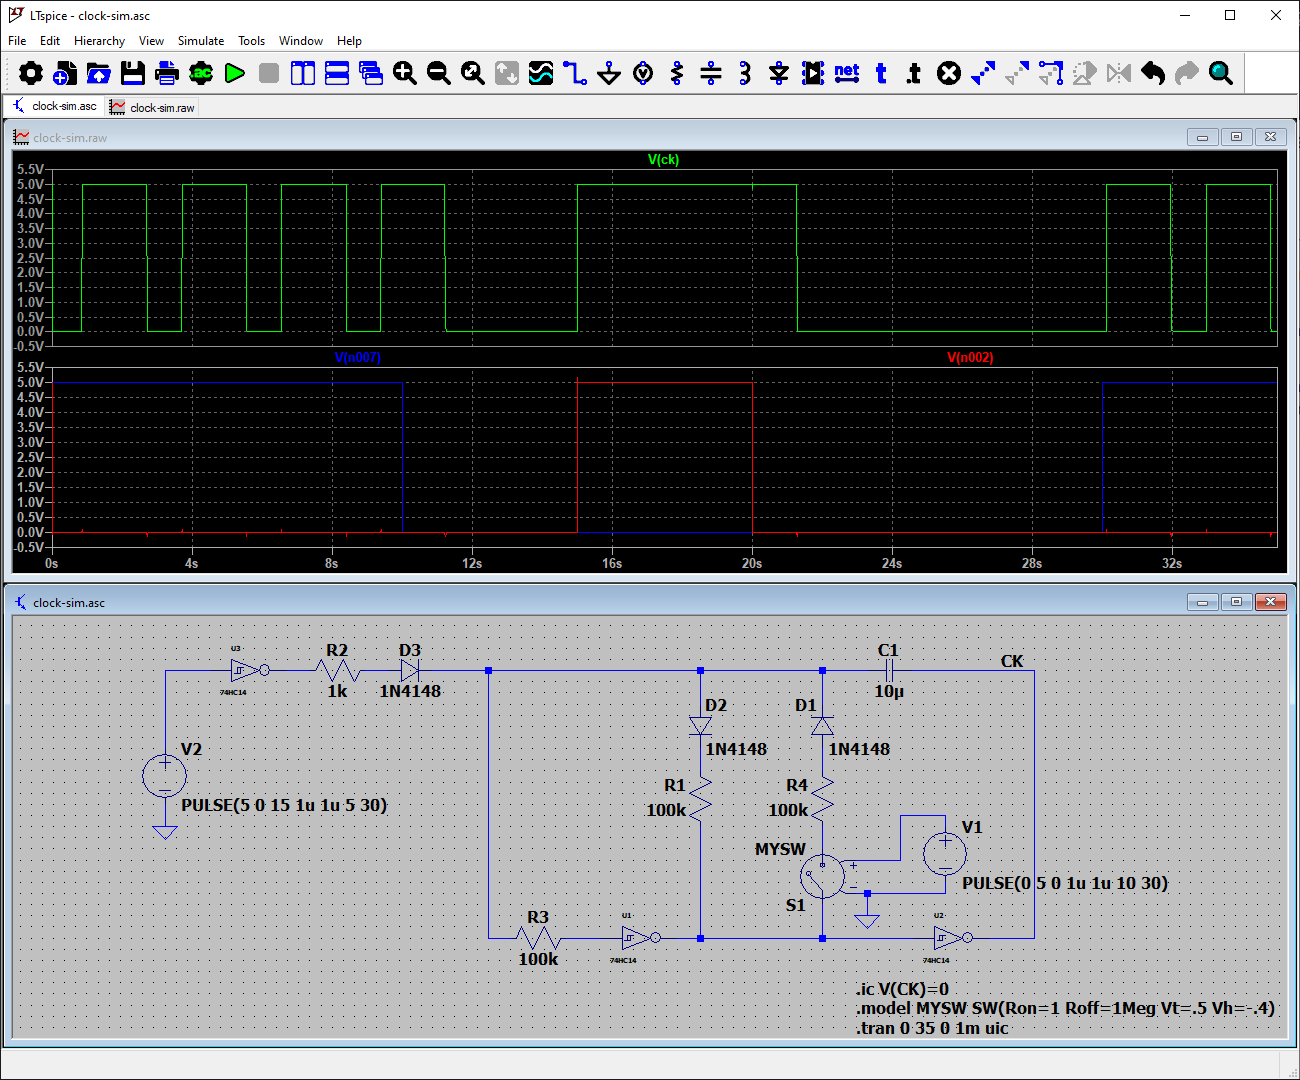 LTspice - clock-sim.asc
File Edit Hierarchy View Simulate Tools Window Help
.ac
net
t
.t
clock-sim.asc
clock-sim.raw
clock-sim.raw
V(ck)
5.5V
5.0V
4.5V
4.0V
3.5V
3.0V
2.5V
2.0V
1.5V
1.0V
0.5V
0.0V
-0.5V
V(n007)
V(n002)
5.5V
5.0V
4.5V
4.0V
3.5V
3.0V
2.5V
2.0V
1.5V
1.0V
0.5V
0.0V
-0.5V
0s 4s 8s 12s 16s 20s 24s 28s 32s
clock-sim.asc
U3
74HC14
R2
1k
D3
1N4148
C1
10µ
CK
V2
PULSE(5 0 15 1u 1u 5 30)
D2
1N4148
D1
1N4148
R1
100k
R4
100k
MYSW
S1
V1
PULSE(0 5 0 1u 1u 10 30)
R3
100k
U1
74HC14
U2
74HC14
.ic V(CK)=0
.model MYSW SW(Ron=1 Roff=1Meg Vt=.5 Vh=-.4)
.tran 0 35 0 1m uic